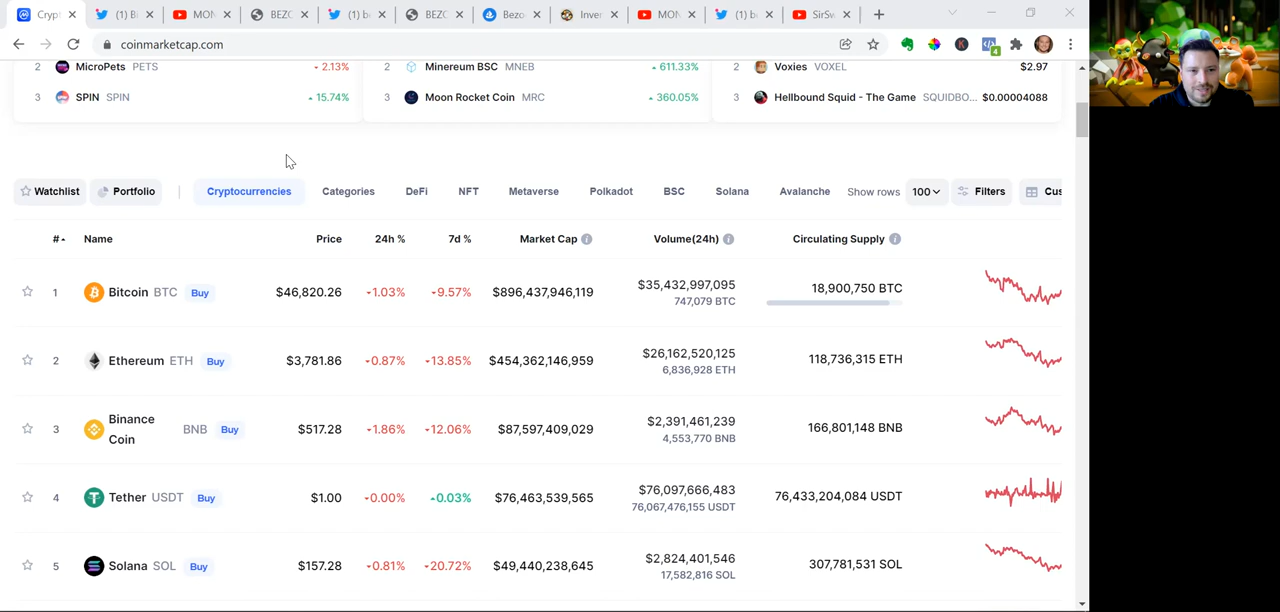 Cryp (1) B MON BEZC (1) b BEZC Bezo Inve MON (1) b SirSw
coinmarketcap.com 4
2 MicroPets PETS 2.13% 2 Minereum BSC MNEB 611.33% 2 Voxies VOXEL $2.97
3 SPIN SPIN 15.74% 3 Moon Rocket Coin MRC 360.05% 3 Hellbound Squid - The Game SQUIDBO... $0.00004088
Watchlist Portfolio Cryptocurrencies Categories DeFi NFT Metaverse Polkadot BSC Solana Avalanche Show rows 100 Filters Cus
# Name Price 24h % 7d % Market Cap Volume(24h) Circulating Supply
1 Bitcoin BTC Buy $46,820.26 1.03% 9.57% $896,437,946,119 $35,432,997,095 18,900,750 BTC
747,079 BTC
2 Ethereum ETH Buy $3,781.86 0.87% 13.85% $454,362,146,959 $26,162,520,125 118,736,315 ETH
6,836,928 ETH
3 Binance Coin BNB Buy $517.28 1.86% 12.06% $87,597,409,029 $2,391,461,239 166,801,148 BNB
4,553,770 BNB
4 Tether USDT Buy $1.00 0.00% 0.03% $76,463,539,565 $76,097,666,483 76,433,204,084 USDT
76,067,476,155 USDT
5 Solana SOL Buy $157.28 0.81% 20.72% $49,440,238,645 $2,824,401,546 307,781,531 SOL
17,582,816 SOL